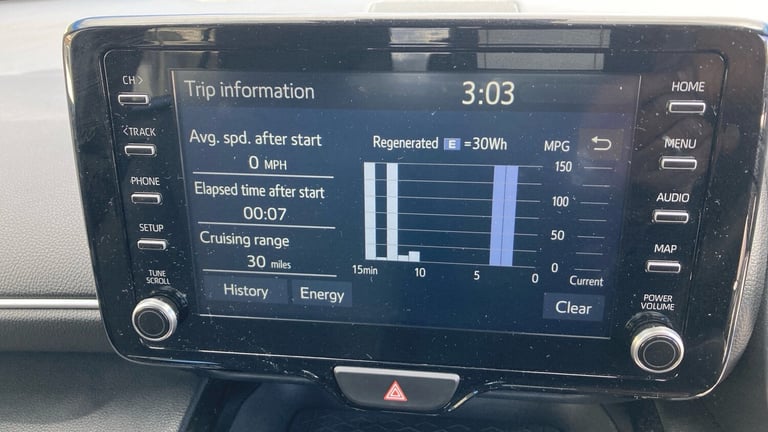 Trip information
3:03
CH>
HOME
<TRACK
MENU
PHONE
AUDIO
SETUP
MAP
TUNE
SCROLL
POWER
VOLUME
Avg. spd. after start
0 MPH
Elapsed time after start
00:07
Cruising range
30 miles
History
Energy
Regenerated E =30Wh
MPG
150
100
50
0
15min
10
5
0
Current
Clear